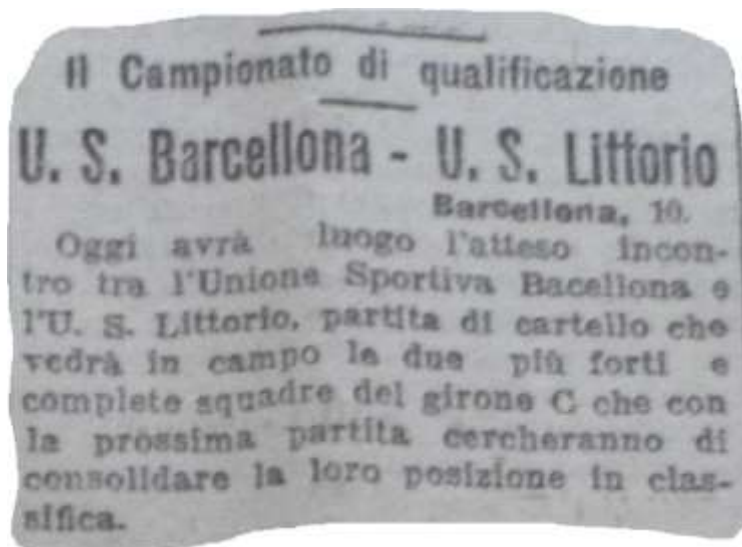 Il Campionato di qualificazione
U. S. Barcellona - U. S. Littorio
Barcellona, 10.
Oggi avrà luogo l'atteso incon-
tro tra l'Unione Sportiva Bacellona e
l'U. S. Littorio, partita di cartello che
vedrà in campo le due più forti e
complete squadre del girone C che con
la prossima partita cercheranno di
consolidare la loro posizione in clas-
sifica.